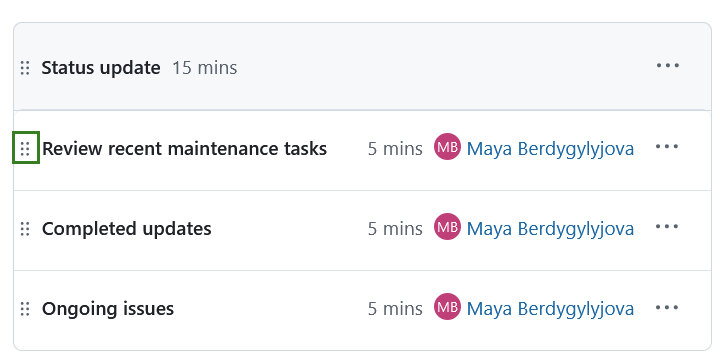 Status update 15 mins
Review recent maintenance tasks 5 mins MB Maya Berdygylyjova
Completed updates 5 mins MB Maya Berdygylyjova
Ongoing issues 5 mins MB Maya Berdygylyjova